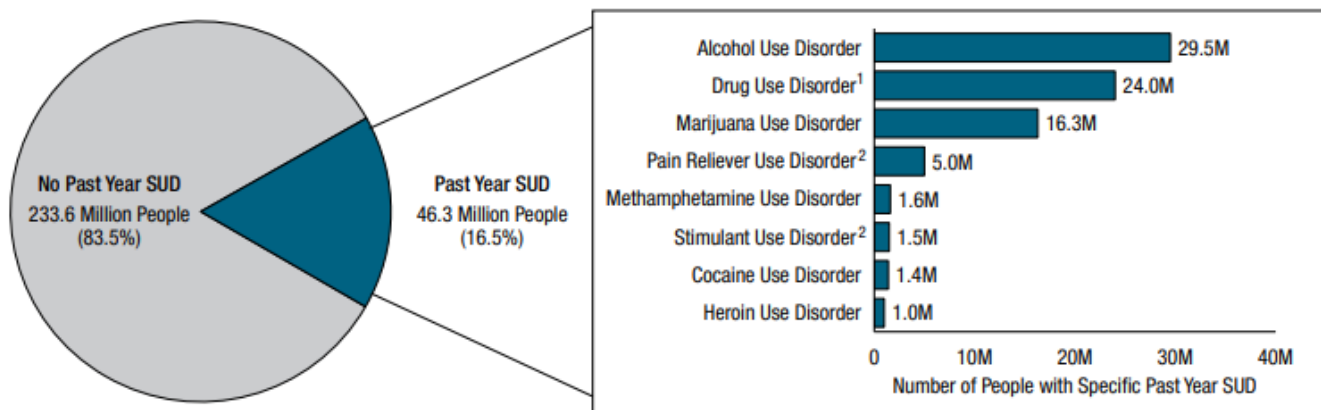 No Past Year SUD
233.6 Million People
(83.5%)
Past Year SUD
46.3 Million People
(16.5%)
Alcohol Use Disorder 29.5M
Drug Use Disorder¹ 24.0M
Marijuana Use Disorder 16.3M
Pain Reliever Use Disorder² 5.0M
Methamphetamine Use Disorder 1.6M
Stimulant Use Disorder² 1.5M
Cocaine Use Disorder 1.4M
Heroin Use Disorder 1.0M
0 10M 20M 30M 40M
Number of People with Specific Past Year SUD